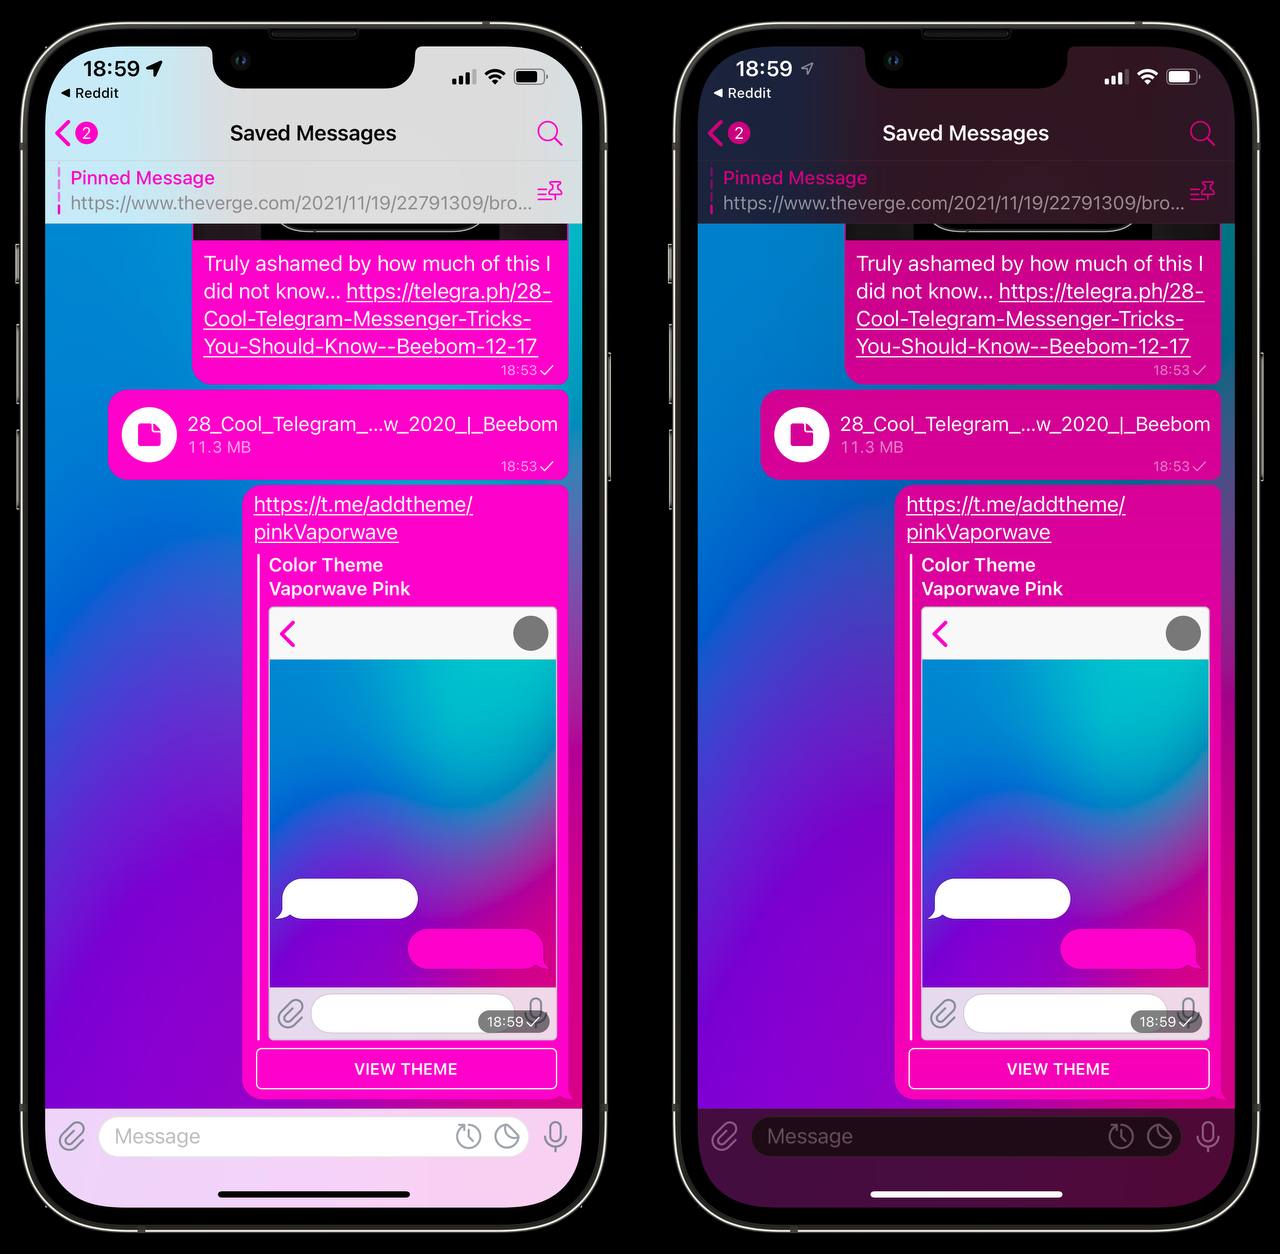 18:59
◀ Reddit
2
Saved Messages
Pinned Message
https://www.theverge.com/2021/11/19/22791309/bro...
Truly ashamed by how much of this I
did not know... https://telegra.ph/28-
Cool-Telegram-Messenger-Tricks-
You-Should-Know--Beebom-12-17
18:53
28_Cool_Telegram_...w_2020_|_Beebom
11.3 MB
18:53
https://t.me/addtheme/
pinkVaporwave
Color Theme
Vaporwave Pink
18:59
VIEW THEME
Message
18:59
◀ Reddit
2
Saved Messages
Pinned Message
https://www.theverge.com/2021/11/19/22791309/bro...
Truly ashamed by how much of this I
did not know... https://telegra.ph/28-
Cool-Telegram-Messenger-Tricks-
You-Should-Know--Beebom-12-17
18:53
28_Cool_Telegram_...w_2020_|_Beebom
11.3 MB
18:53
https://t.me/addtheme/
pinkVaporwave
Color Theme
Vaporwave Pink
18:59
VIEW THEME
Message